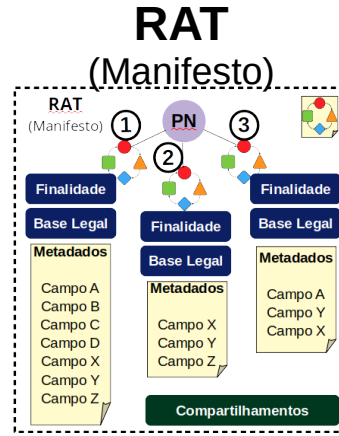 RAT
(Manifesto)
RAT
(Manifesto)
PN
1
2
3
Finalidade
Base Legal
Metadados
Campo A
Campo B
Campo C
Campo D
Campo X
Campo Y
Campo Z
Finalidade
Base Legal
Metadados
Campo X
Campo Y
Campo Z
Finalidade
Base Legal
Metadados
Campo A
Campo Y
Campo X
Compartilhamentos